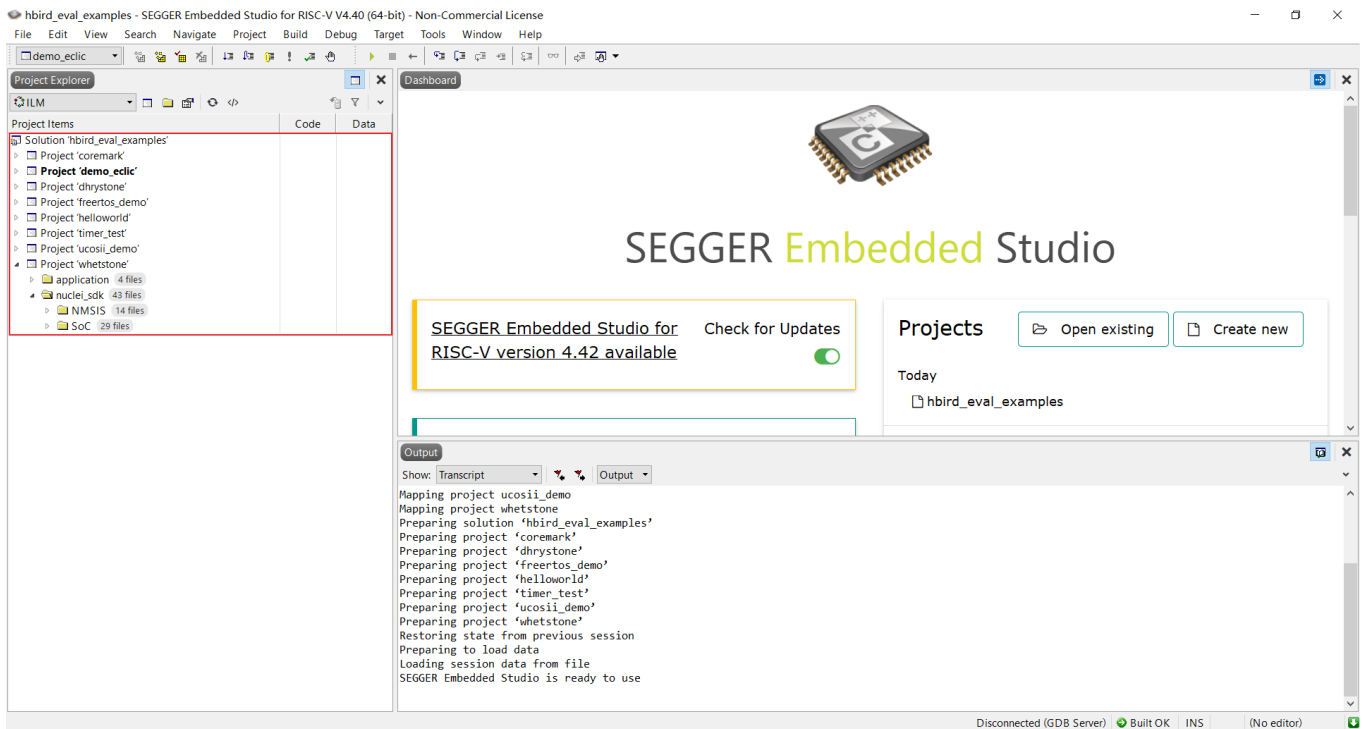 hbird_eval_examples - SEGGER Embedded Studio for RISC-V V4.40 (64-bit) - Non-Commercial License
File Edit View Search Navigate Project Build Debug Target Tools Window Help
demo_eclic
Project Explorer
ILM
Project Items Code Data
Solution 'hbird_eval_examples'
Project 'coremark'
Project 'demo_eclic'
Project 'dhrystone'
Project 'freertos_demo'
Project 'helloworld'
Project 'timer_test'
Project 'ucosii_demo'
Project 'whetstone'
application 4 files
nuclei_sdk 43 files
NMSIS 14 files
SoC 29 files
Dashboard
C ++
SEGGER Embedded Studio
SEGGER Embedded Studio for
RISC-V version 4.42 available
Check for Updates
Projects Open existing Create new
Today
hbird_eval_examples
Output
Show: Transcript Output
Mapping project ucosii_demo
Mapping project whetstone
Preparing solution ‘hbird_eval_examples’
Preparing project ‘coremark’
Preparing project ‘dhrystone’
Preparing project ‘freertos_demo’
Preparing project ‘helloworld’
Preparing project ‘timer_test’
Preparing project ‘ucosii_demo’
Preparing project ‘whetstone’
Restoring state from previous session
Preparing to load data
Loading session data from file
SEGGER Embedded Studio is ready to use
Disconnected (GDB Server) Built OK INS (No editor)